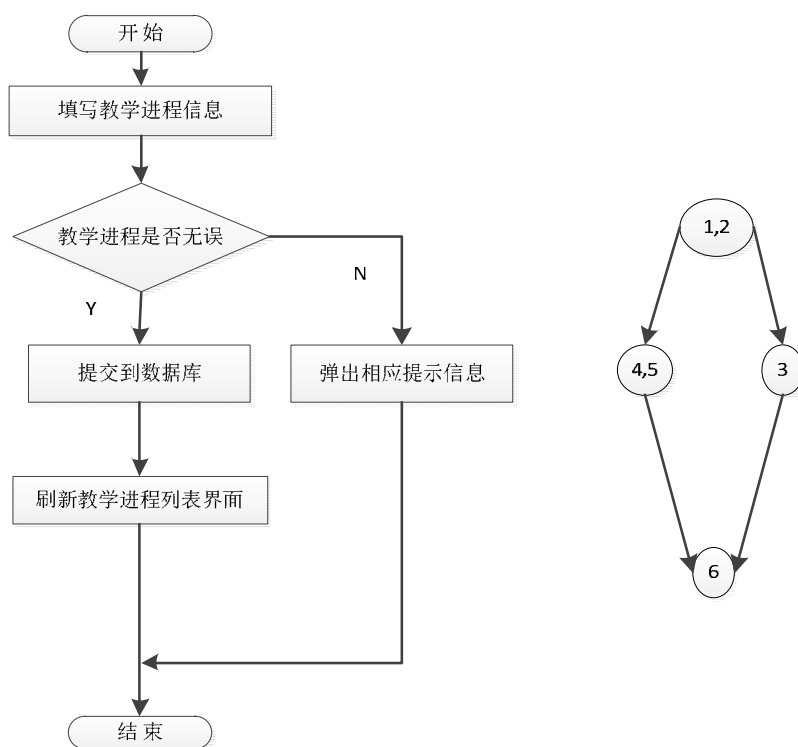 开 始
填写教学进程信息
教学进程是否无误
N
Y
提交到数据库
弹出相应提示信息
刷新教学进程列表界面
结 束
1,2
4,5
3
6